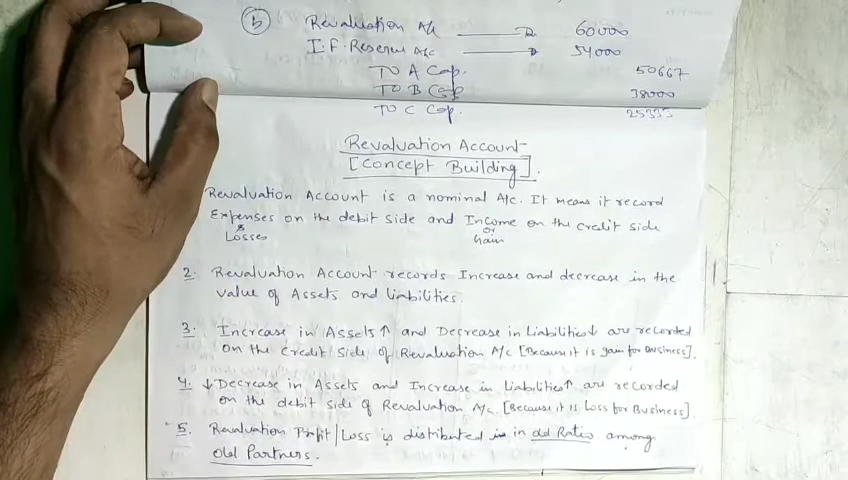 (b) Revaluation A/c → Dr 60000
I.F. Reserve A/c → Dr 54000
To A Cap. 50667
To B Cap 38000
To C Cap. 25333
Revaluation Account
[Concept Building].
Revaluation Account is a nominal A/c. It means it record
Expenses on the debit side and Income on the credit side
& Losses or Gain
2. Revaluation Account records Increase and decrease in the
value of Assets and liabilities.
3. Increase in Assets↑ and Decrease in Liabilities↓ are recorded
on the credit side of Revaluation A/c [Because it is gain for Business].
4. ↓Decrease in Assets and Increase in Liabilities↑ are recorded
on the debit side of Revaluation A/c. [Because it is Loss for Business]
5. Revaluation Profit/Loss is distributed in old Ratio among
Old Partners.